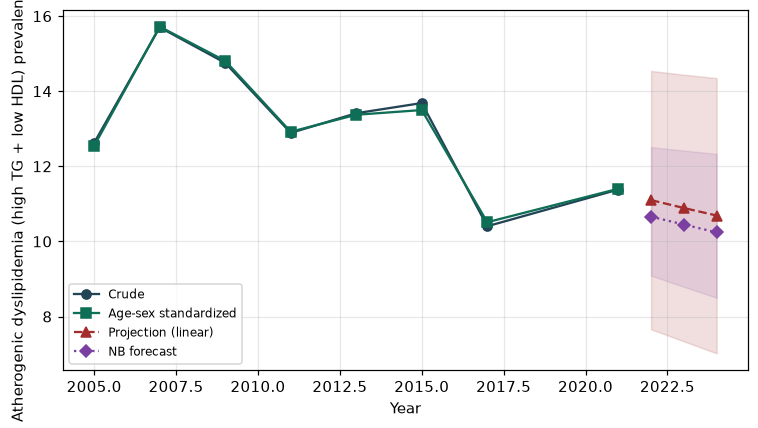 Atherogenic dyslipidemia (high TG + low HDL)
16
14
12
10
8
Crude
Age-sex standardized
Projection (linear)
NB forecast
2005.0 2007.5 2010.0 2012.5 2015.0 2017.5 2020.0 2022.5
Year